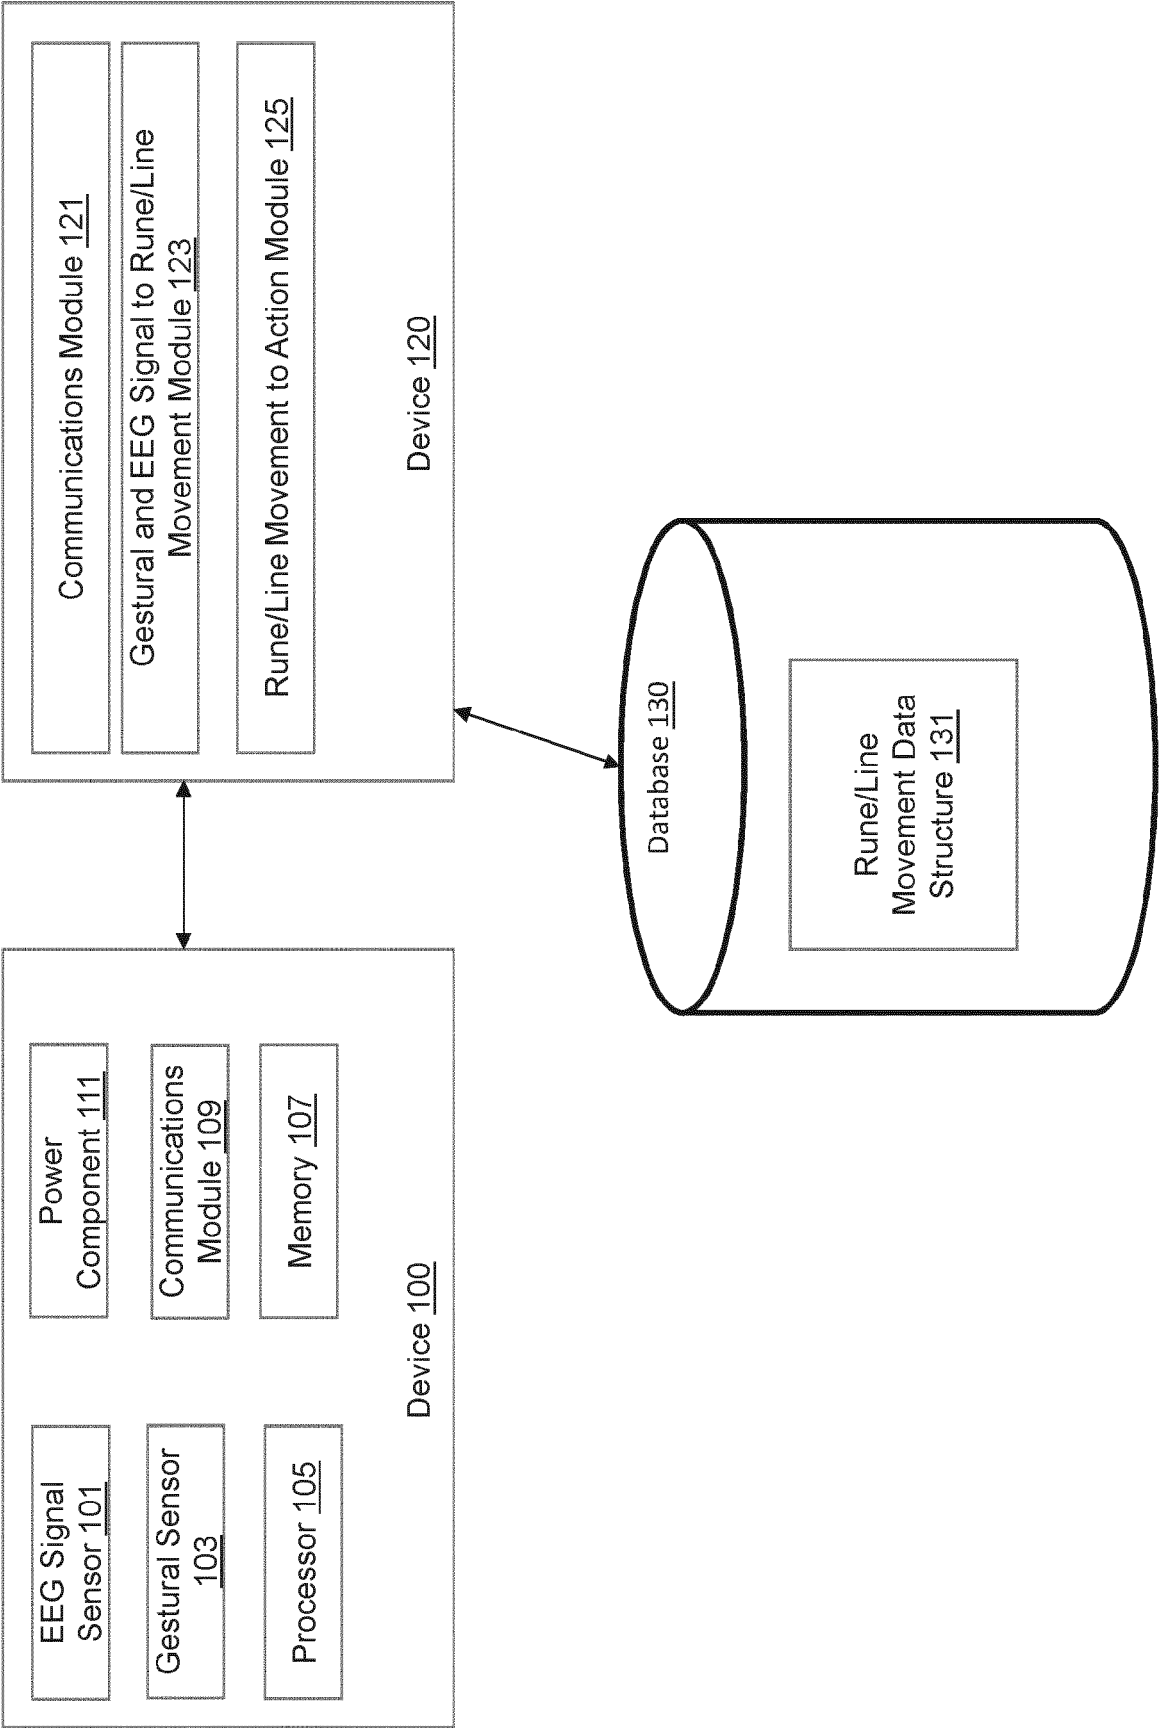 EEG Signal
Sensor 101
Gestural Sensor
103
Processor 105
Power
Component 111
Communications
Module 109
Memory 107
Device 100
Communications Module 121
Gestural and EEG Signal to Rune/Line
Movement Module 123
Rune/Line Movement to Action Module 125
Device 120
Database 130
Rune/Line
Movement Data
Structure 131